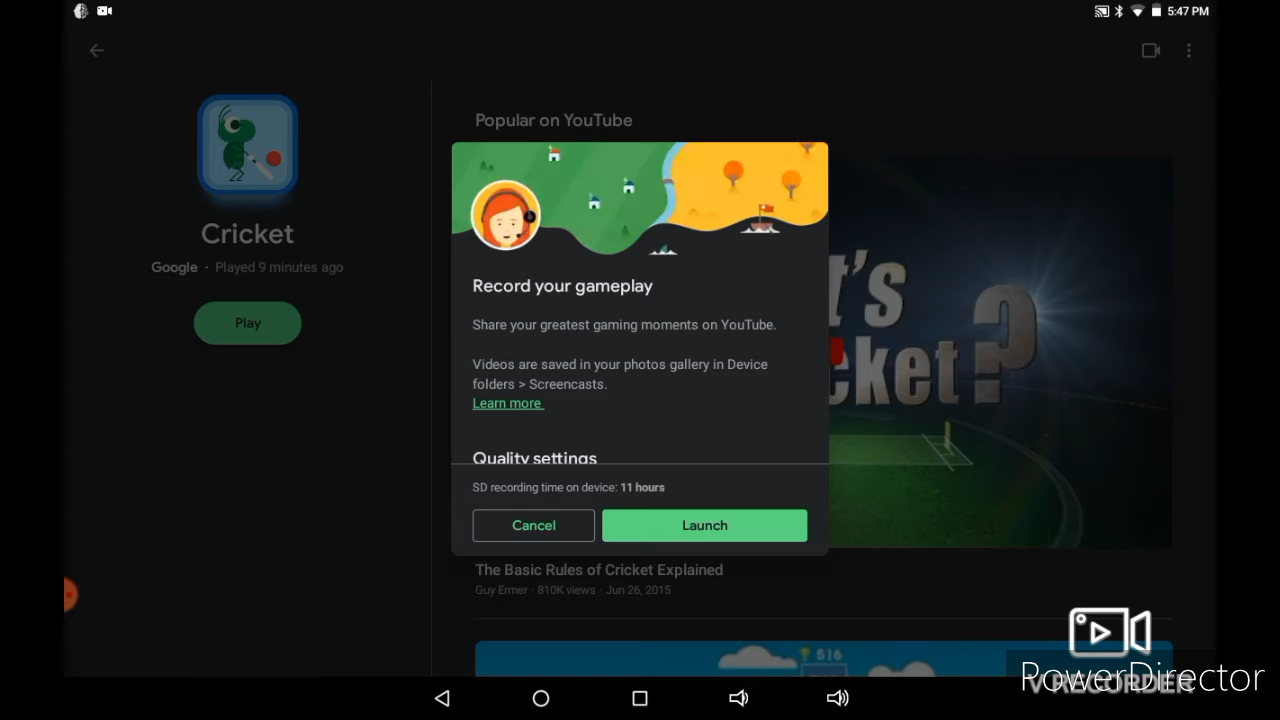 5:47 PM
Cricket
Google · Played 9 minutes ago
Play
Popular on YouTube
Record your gameplay
Share your greatest gaming moments on YouTube.
Videos are saved in your photos gallery in Device
folders > Screencasts.
Learn more
Quality settings
SD recording time on device: 11 hours
Cancel
Launch
The Basic Rules of Cricket Explained
Guy Ermer · 810K views · Jun 26, 2015
516
PowerDirector
V RECORDER